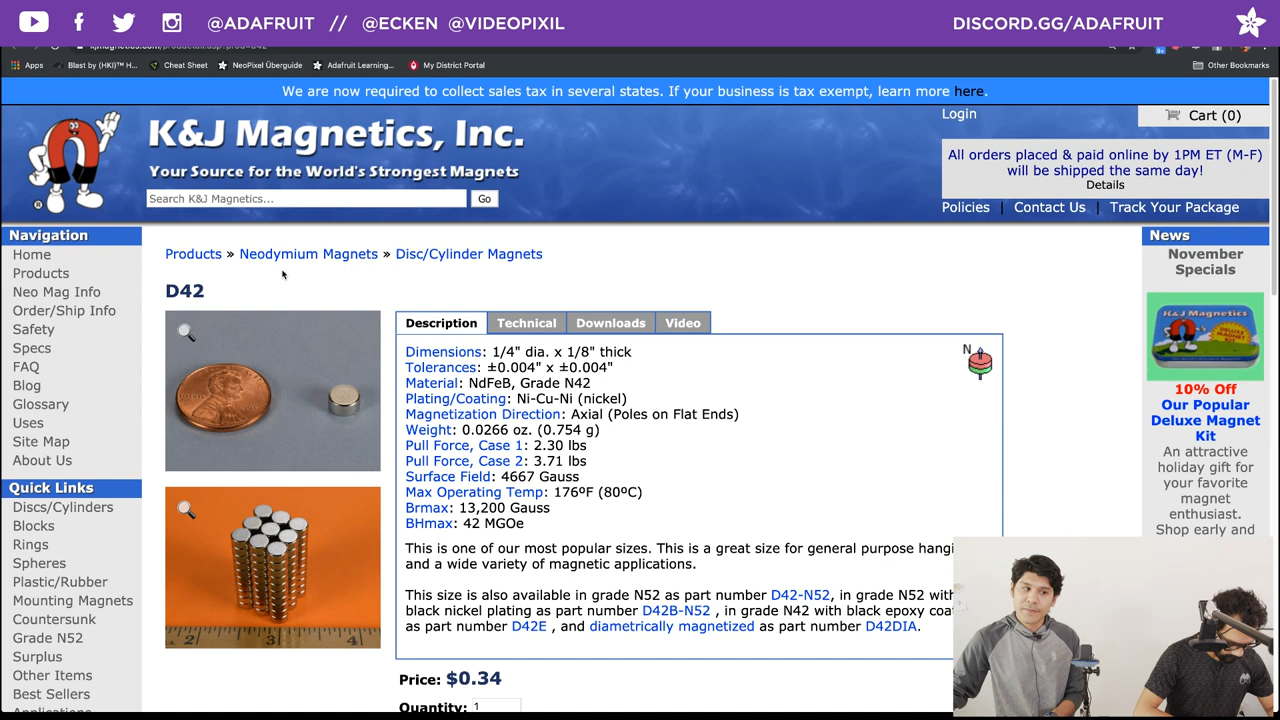 @ADAFRUIT // @ECKEN @VIDEOPIXIL
DISCORD.GG/ADAFRUIT
Apps
Blast by (HKI)™ H...
Cheat Sheet
NeoPixel Überguide
Adafruit Learning...
My District Portal
Other Bookmarks
We are now required to collect sales tax in several states. If your business is tax exempt, learn more here.
K&J Magnetics, Inc.
Your Source for the World's Strongest Magnets
Search K&J Magnetics...
Go
Login
Cart (0)
All orders placed & paid online by 1PM ET (M-F)
will be shipped the same day!
Details
Policies | Contact Us | Track Your Package
Navigation
Home
Products
Neo Mag Info
Order/Ship Info
Safety
Specs
FAQ
Blog
Glossary
Uses
Site Map
About Us
Quick Links
Discs/Cylinders
Blocks
Rings
Spheres
Plastic/Rubber
Mounting Magnets
Countersunk
Grade N52
Surplus
Other Items
Best Sellers
Applications
Products » Neodymium Magnets » Disc/Cylinder Magnets
D42
2
3
4
Description
Technical
Downloads
Video
N
Dimensions: 1/4" dia. x 1/8" thick
Tolerances: ±0.004" x ±0.004"
Material: NdFeB, Grade N42
Plating/Coating: Ni-Cu-Ni (nickel)
Magnetization Direction: Axial (Poles on Flat Ends)
Weight: 0.0266 oz. (0.754 g)
Pull Force, Case 1: 2.30 lbs
Pull Force, Case 2: 3.71 lbs
Surface Field: 4667 Gauss
Max Operating Temp: 176ºF (80ºC)
Brmax: 13,200 Gauss
BHmax: 42 MGOe
This is one of our most popular sizes. This is a great size for general purpose hangi
and a wide variety of magnetic applications.
This size is also available in grade N52 as part number D42-N52, in grade N52 with
black nickel plating as part number D42B-N52 , in grade N42 with black epoxy coa
as part number D42E , and diametrically magnetized as part number D42DIA.
Price: $0.34
Quantity: 1
News
November
Specials
K&J Magnetics
DELUXE
MAGNET
KIT
10% Off
Our Popular
Deluxe Magnet
Kit
An attractive
holiday gift for
your favorite
magnet
enthusiast.
Shop early and